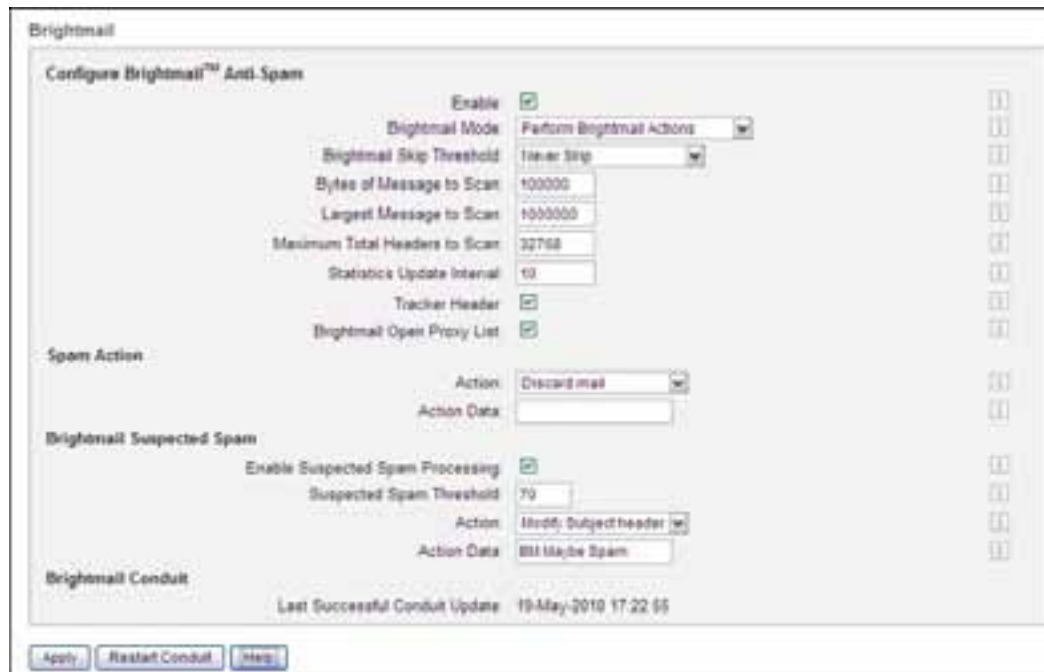 Brightmail
Configure Brightmail™ Anti-Spam
Enable
Brightmail Mode Perform Brightmail Actions
Brightmail Skip Threshold Never Skip
Bytes of Message to Scan 100000
Largest Message to Scan 1000000
Maximum Total Headers to Scan 32768
Statistics Update Interval 10
Tracker Header
Brightmail Open Proxy List
Spam Action
Action Discard mail
Action Data
Brightmail Suspected Spam
Enable Suspected Spam Processing
Suspected Spam Threshold 70
Action Modify Subject header
Action Data BM Maybe Spam
Brightmail Conduit
Last Successful Conduit Update 19-May-2010 17:22:55
Apply Restart Conduit Help